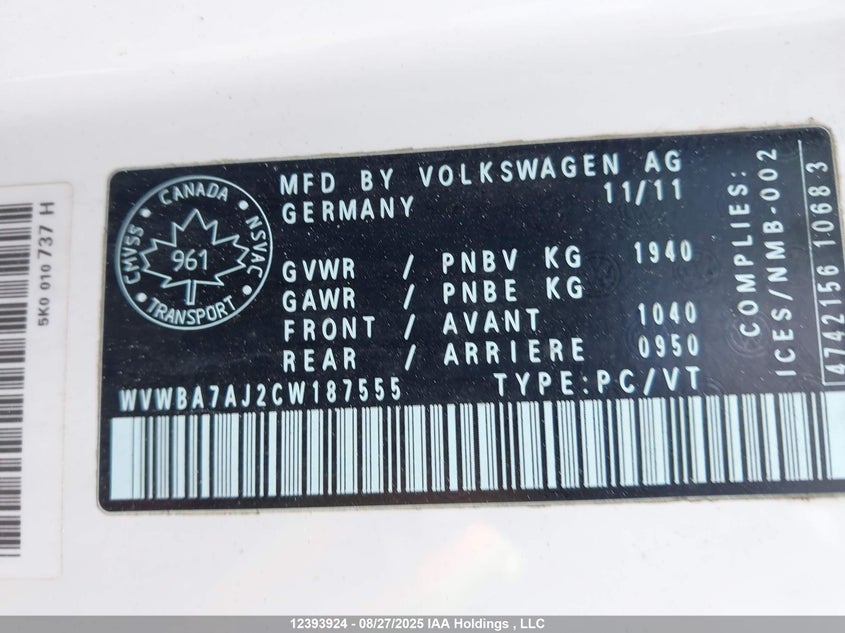 CANADA
CMVSS
NSVAC
961
TRANSPORT
MFD BY VOLKSWAGEN AG
GERMANY 11/11
GVWR / PNBV KG 1940
GAWR / PNBE KG
FRONT / AVANT 1040
REAR / ARRIERE 0950
WVWBA7AJ2CW187555 TYPE:PC/VT
COMPLIES:
ICES/NMB-002
4742156 1068 3
5K0 010 737 H
12393924 - 08/27/2025 IAA Holdings , LLC